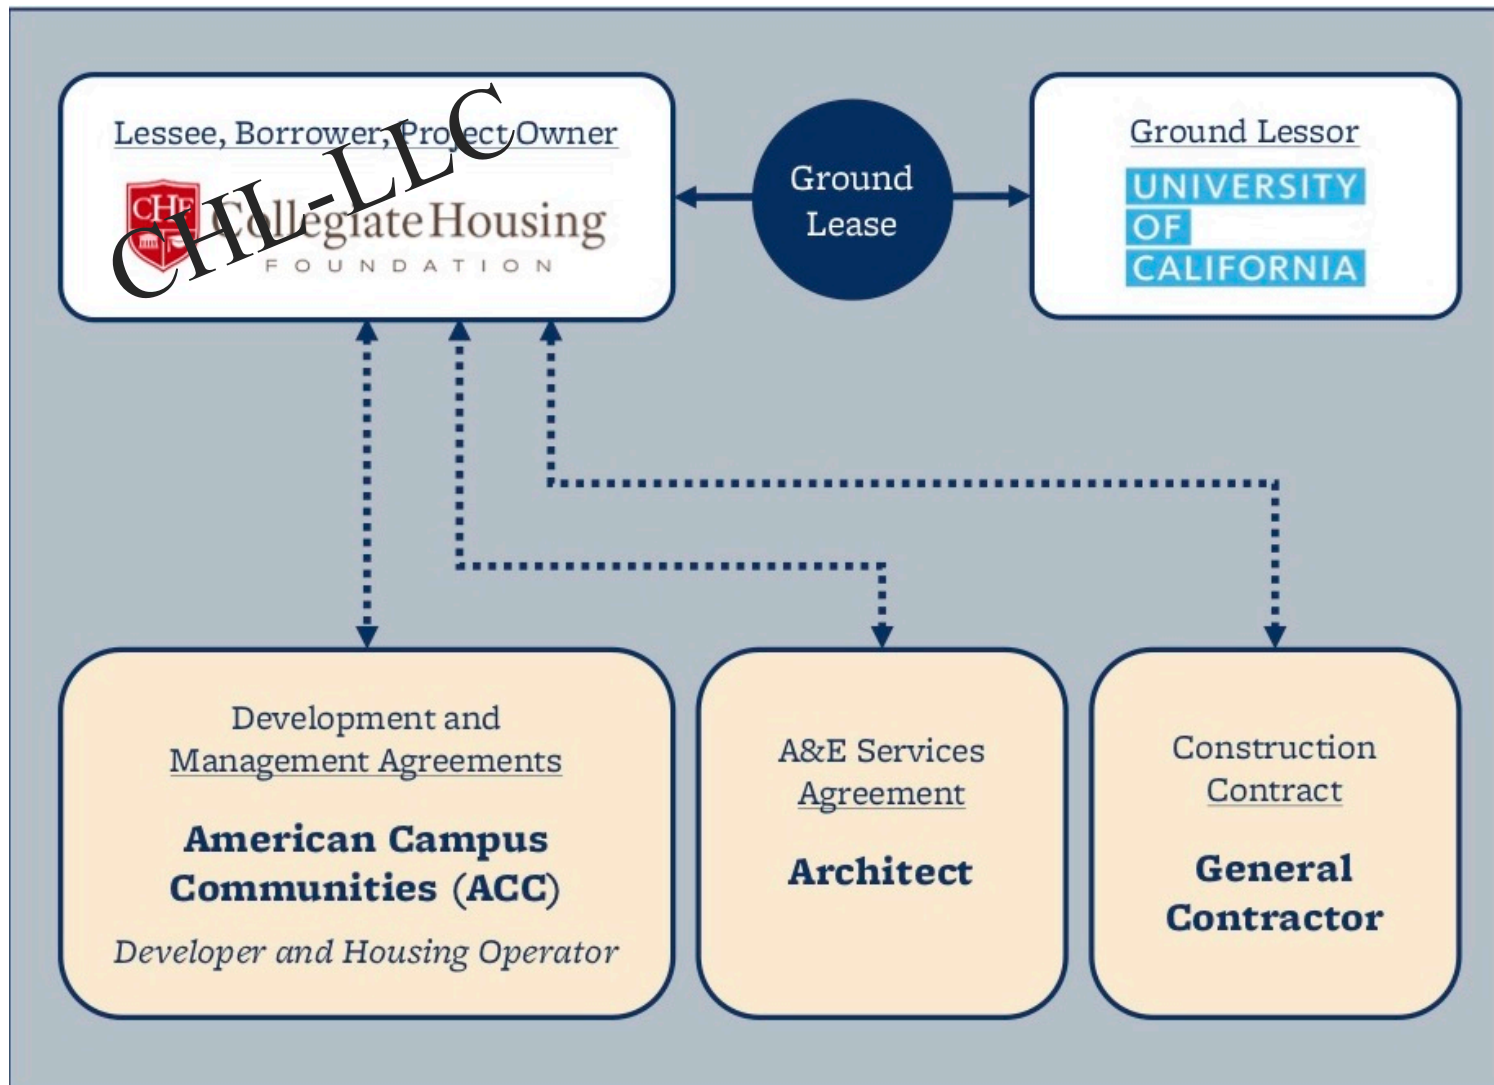 Lessee, Borrower, Project Owner
CHF
Collegiate Housing
FOUNDATION
CHL-LLC
Ground
Lease
Ground Lessor
UNIVERSITY
OF
CALIFORNIA
Development and
Management Agreements
American Campus
Communities (ACC)
Developer and Housing Operator
A&E Services
Agreement
Architect
Construction
Contract
General
Contractor